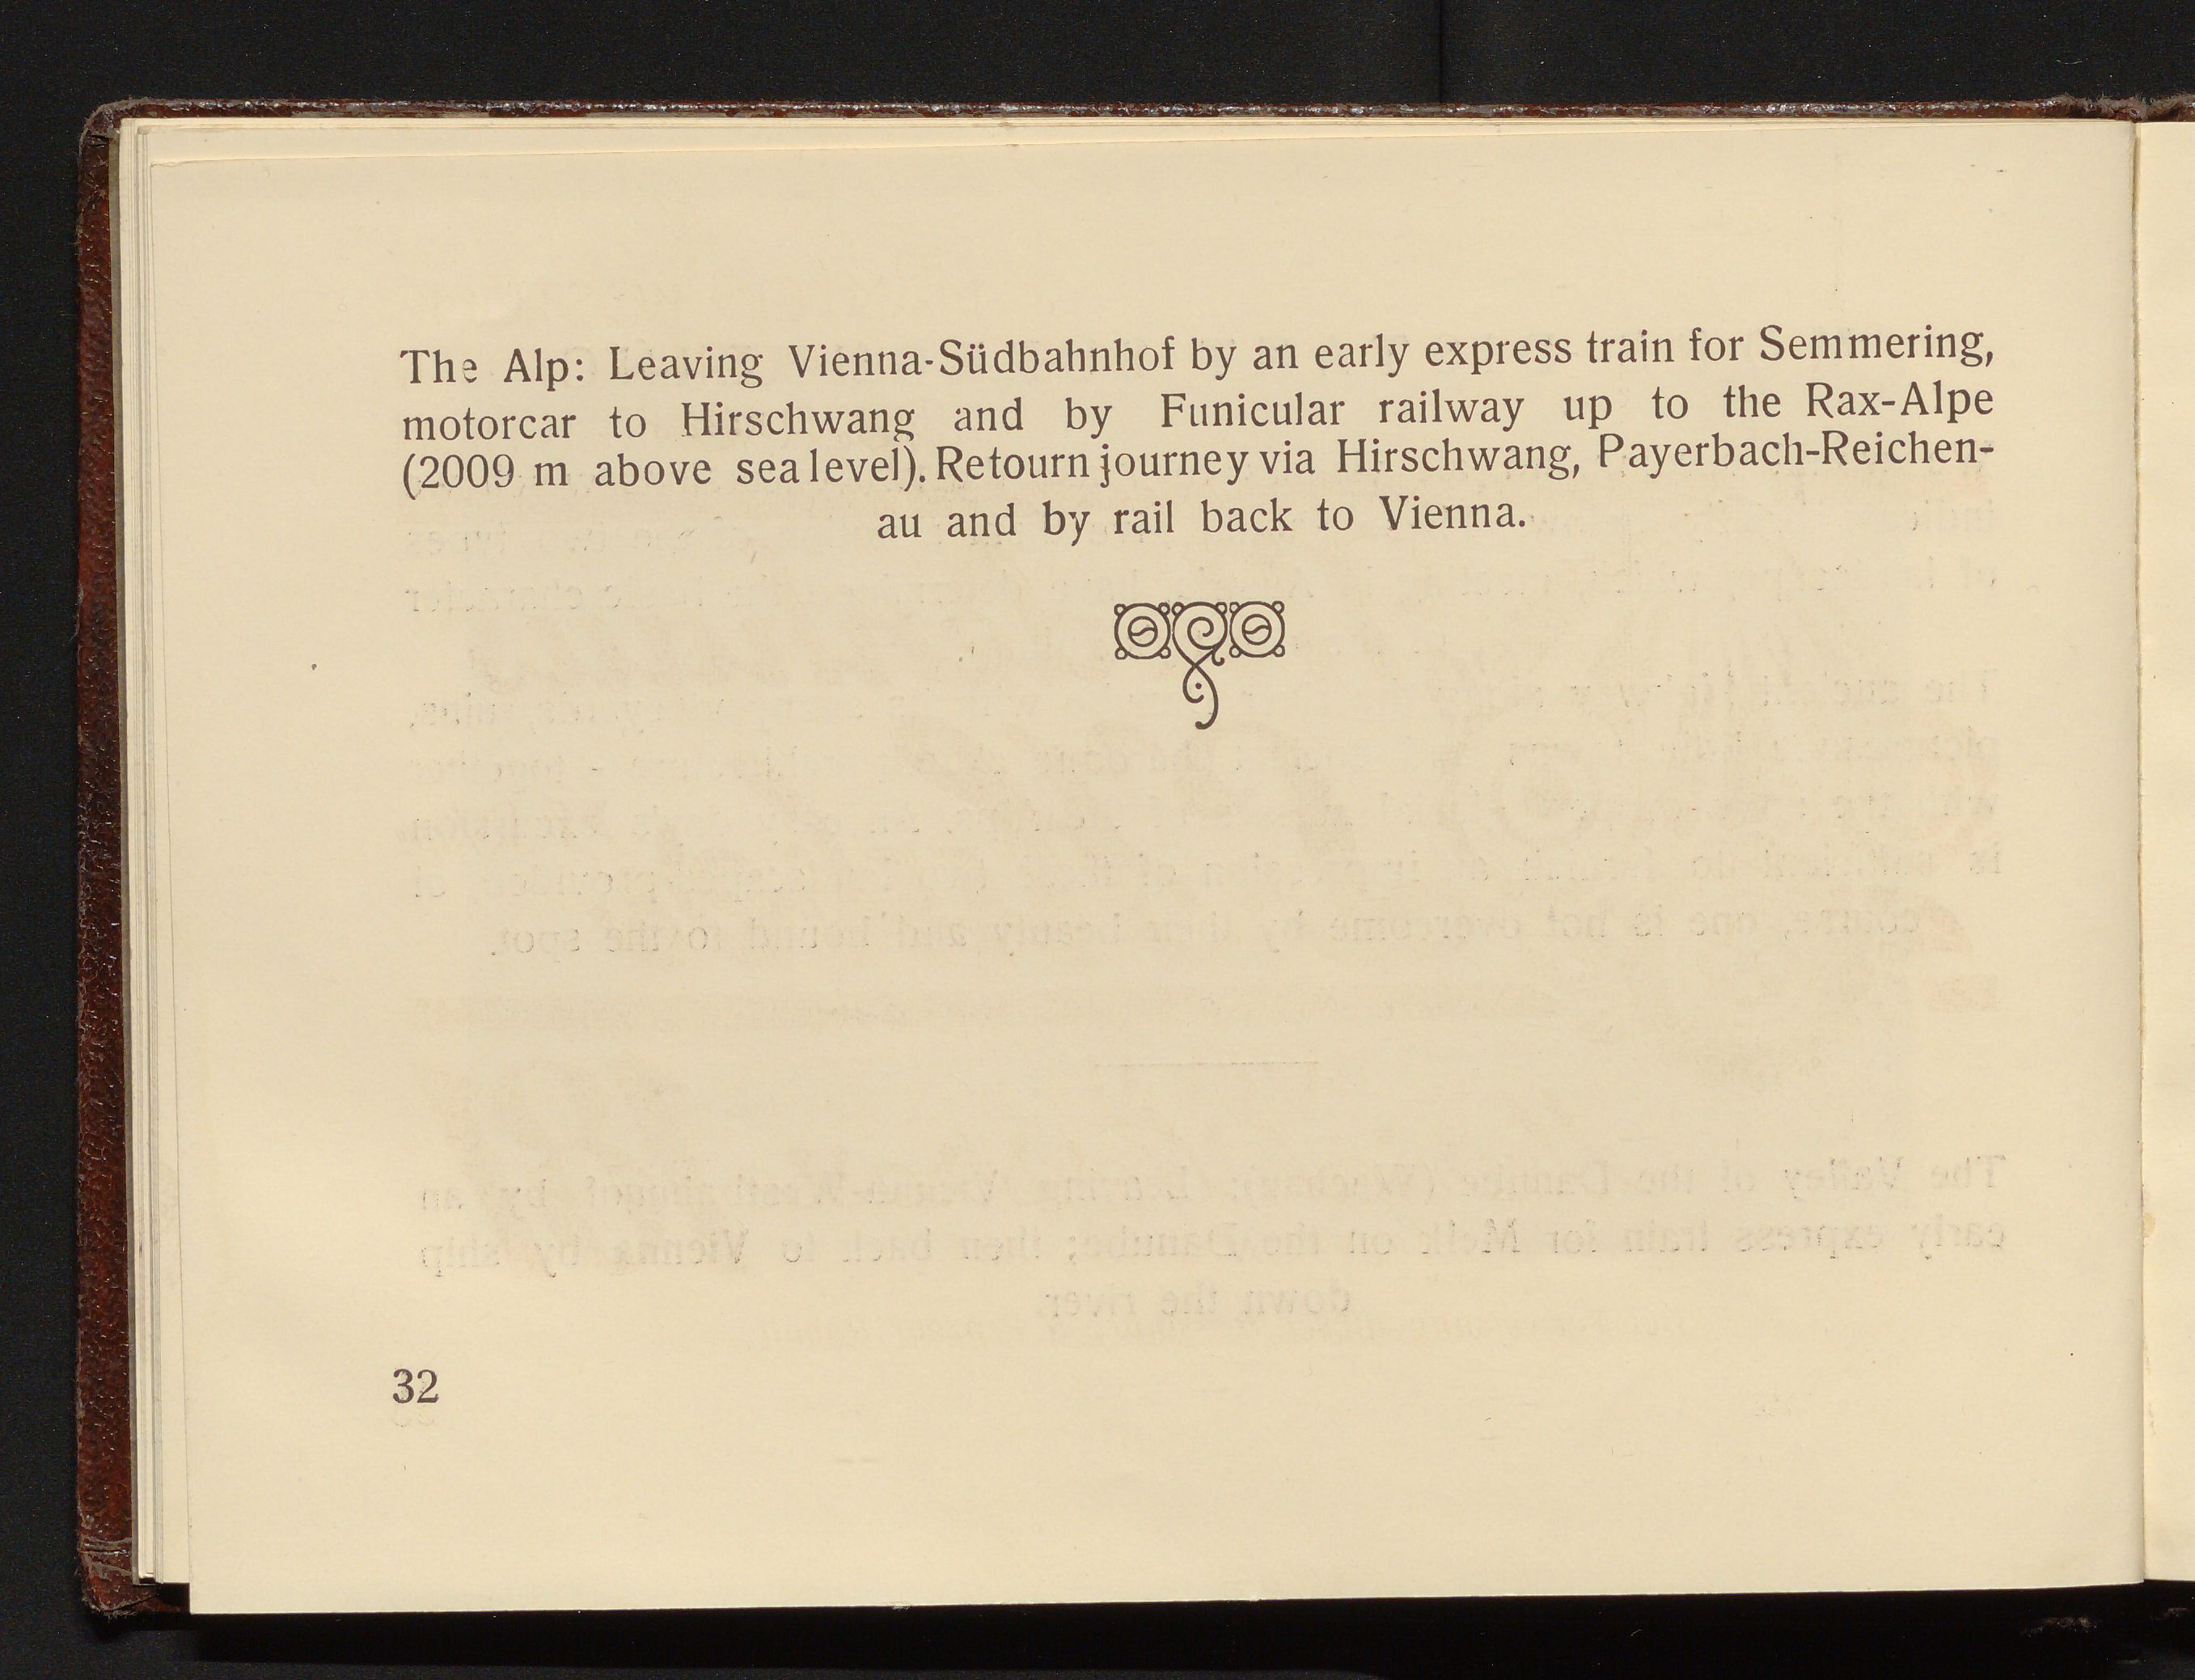 The Alp: Leaving Vienna-Südbahnhof by an early express train for Semmering,
motorcar to Hirschwang and by Funicular railway up to the Rax-Alpe
(2009 m above sea level). Retourn journey via Hirschwang, Payerbach-Reichen-
au and by rail back to Vienna.
32